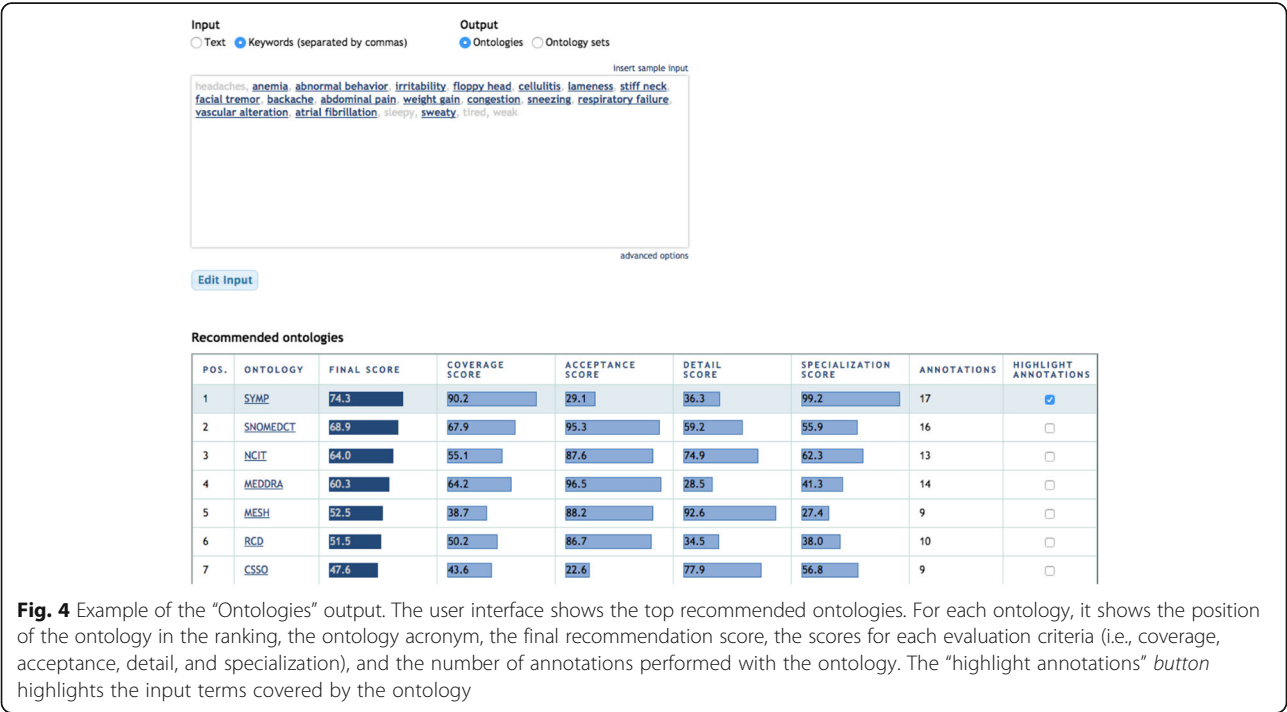 Input Output
Text Keywords (separated by commas) Ontologies Ontology sets
insert sample input
headaches, anemia, abnormal behavior, irritability, floppy head, cellulitis, lameness, stiff neck,
facial tremor, backache, abdominal pain, weight gain, congestion, sneezing, respiratory failure,
vascular alteration, atrial fibrillation, sleepy, sweaty, tired, weak
advanced options
Edit Input
Recommended ontologies
POS. ONTOLOGY FINAL SCORE COVERAGE SCORE ACCEPTANCE SCORE DETAIL SCORE SPECIALIZATION SCORE ANNOTATIONS HIGHLIGHT ANNOTATIONS
1 SYMP 74.3 90.2 29.1 36.3 99.2 17
2 SNOMEDCT 68.9 67.9 95.3 59.2 55.9 16
3 NCIT 64.0 55.1 87.6 74.9 62.3 13
4 MEDDRA 60.3 64.2 96.5 28.5 41.3 14
5 MESH 52.5 38.7 88.2 92.6 27.4 9
6 RCD 51.5 50.2 86.7 34.5 38.0 10
7 CSSO 47.6 43.6 22.6 77.9 56.8 9
Fig. 4 Example of the “Ontologies” output. The user interface shows the top recommended ontologies. For each ontology, it shows the position
of the ontology in the ranking, the ontology acronym, the final recommendation score, the scores for each evaluation criteria (i.e., coverage,
acceptance, detail, and specialization), and the number of annotations performed with the ontology. The “highlight annotations” button
highlights the input terms covered by the ontology